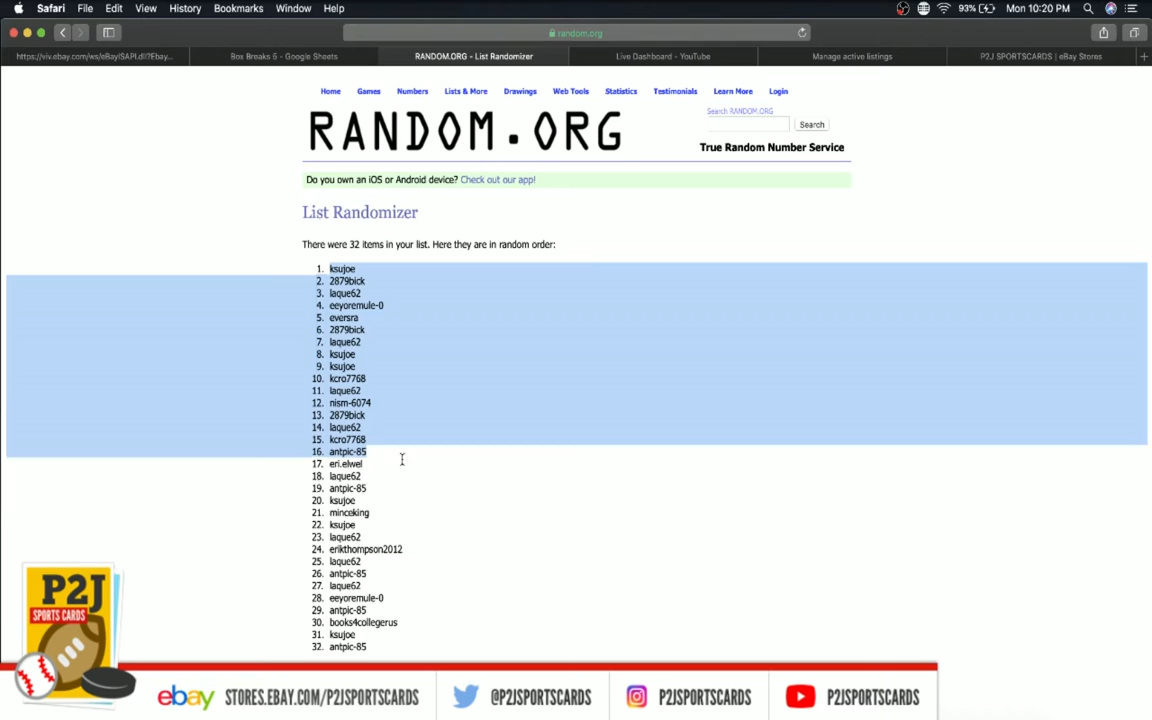 Safari File Edit View History Bookmarks Window Help 93% Mon 10:20 PM
random.org
https://viv.ebay.com/ws/eBayISAPI.dll?Ebay... Box Breaks 6 - Google Sheets RANDOM.ORG - List Randomizer Live Dashboard - YouTube Manage active listings P2J SPORTSCARDS | eBay Stores
Home Games Numbers Lists & More Drawings Web Tools Statistics Testimonials Learn More Login
RANDOM.ORG
Search RANDOM.ORG
Search
True Random Number Service
Do you own an iOS or Android device? Check out our app!
List Randomizer
There were 32 items in your list. Here they are in random order:
1. ksujoe
2. 2879bick
3. laque62
4. eeyoremule-0
5. eversra
6. 2879bick
7. laque62
8. ksujoe
9. ksujoe
10. kcro7768
11. laque62
12. nism-6074
13. 2879bick
14. laque62
15. kcro7768
16. antpic-85
17. eri.elwel
18. laque62
19. antpic-85
20. ksujoe
21. minceking
22. ksujoe
23. laque62
24. erikthompson2012
25. laque62
26. antpic-85
27. laque62
28. eeyoremule-0
29. antpic-85
30. books4collegerus
31. ksujoe
32. antpic-85
P2J
SPORTS CARDS
ebay STORES.EBAY.COM/P2JSPORTSCARDS @P2JSPORTSCARDS P2JSPORTSCARDS P2JSPORTSCARDS